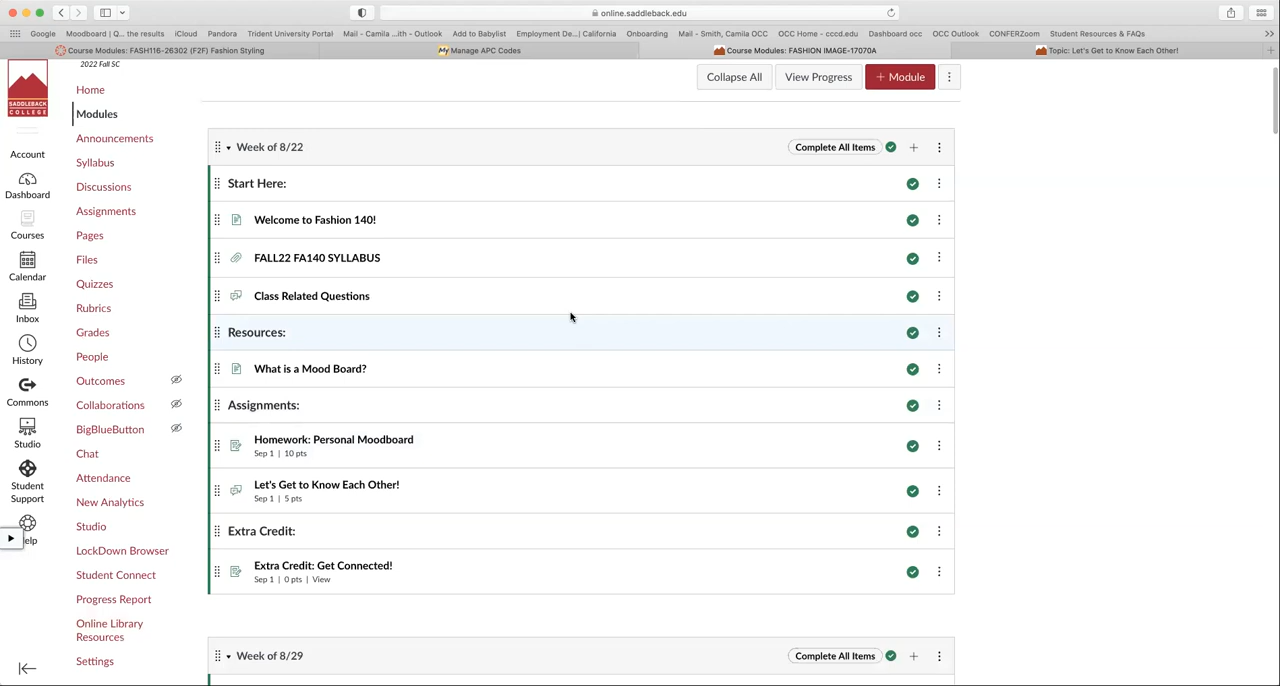 online.saddleback.edu
Google Moodboard | Q... the results iCloud Pandora Trident University Portal Mail - Camila ...ith - Outlook Add to Babylist Employment De...| California Onboarding Mail - Smith, Camila OCC OCC Home - cccd.edu Dashboard occ OCC Outlook CONFERZoom Student Resources & FAQs
Course Modules: FASH116-26302 (F2F) Fashion Styling
My Manage APC Codes
Course Modules: FASHION IMAGE-17070A
Topic: Let's Get to Know Each Other!
SADDLEBACK
COLLEGE
Account
Dashboard
Courses
Calendar
Inbox
History
Commons
Studio
Student
Support
elp
2022 Fall SC
Home
Modules
Announcements
Syllabus
Discussions
Assignments
Pages
Files
Quizzes
Rubrics
Grades
People
Outcomes
Collaborations
BigBlueButton
Chat
Attendance
New Analytics
Studio
LockDown Browser
Student Connect
Progress Report
Online Library
Resources
Settings
Collapse All View Progress + Module
Week of 8/22 Complete All Items
Start Here:
Welcome to Fashion 140!
FALL22 FA140 SYLLABUS
Class Related Questions
Resources:
What is a Mood Board?
Assignments:
Homework: Personal Moodboard
Sep 1 | 10 pts
Let's Get to Know Each Other!
Sep 1 | 5 pts
Extra Credit:
Extra Credit: Get Connected!
Sep 1 | 0 pts | View
Week of 8/29 Complete All Items